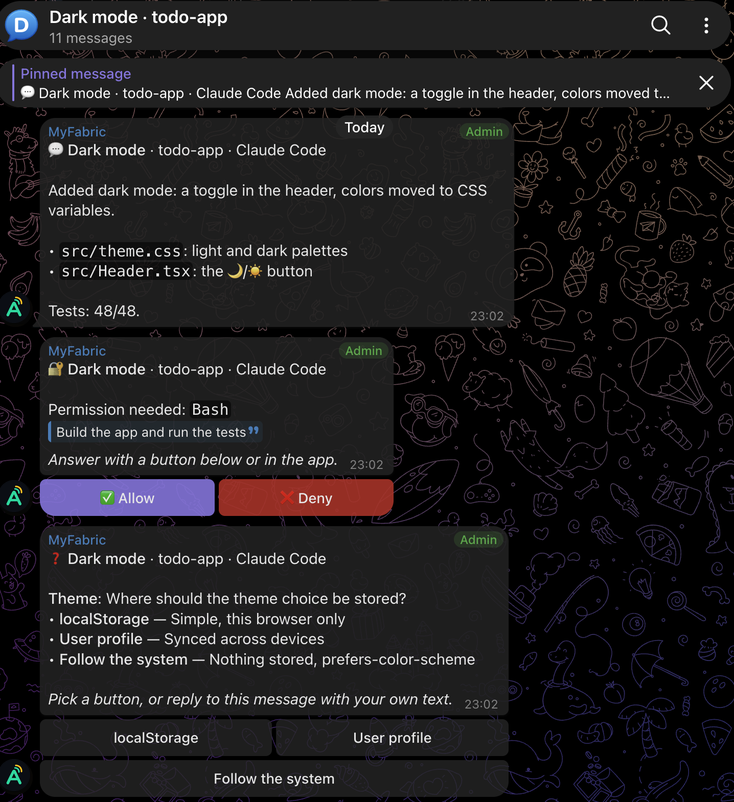 D
Dark mode · todo-app
11 messages
Pinned message
💬 Dark mode · todo-app · Claude Code Added dark mode: a toggle in the header, colors moved t...
Today
MyFabric
Admin
💬 Dark mode · todo-app · Claude Code
Added dark mode: a toggle in the header, colors moved to CSS
variables.
• src/theme.css: light and dark palettes
• src/Header.tsx: the 🌙/☀️ button
Tests: 48/48.
23:02
MyFabric
Admin
🔐 Dark mode · todo-app · Claude Code
Permission needed: Bash
Build the app and run the tests
Answer with a button below or in the app.
23:02
✅ Allow
❌ Deny
MyFabric
Admin
❓ Dark mode · todo-app · Claude Code
Theme: Where should the theme choice be stored?
• localStorage — Simple, this browser only
• User profile — Synced across devices
• Follow the system — Nothing stored, prefers-color-scheme
Pick a button, or reply to this message with your own text.
23:02
localStorage
User profile
Follow the system